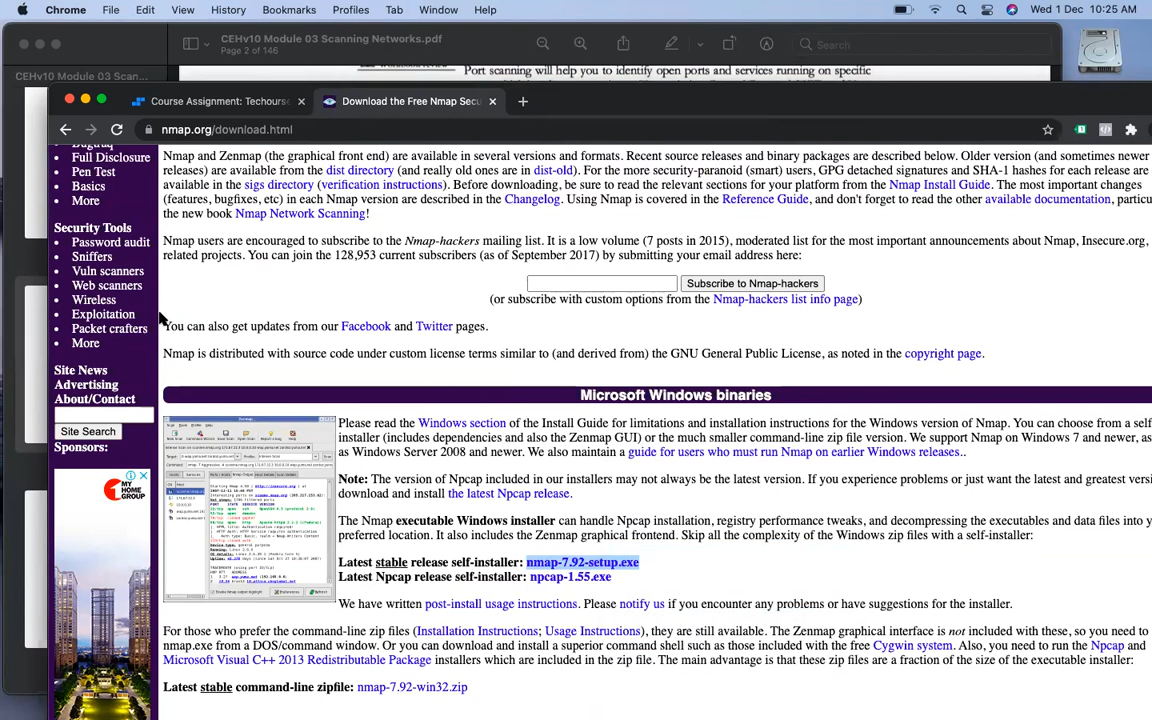 Chrome File Edit View History Bookmarks Profiles Tab Window Help Wed 1 Dec 10:25 AM
CEHv10 Module 03 Scanning Networks.pdf
Page 2 of 146
Search
CEHv10 Module 03 Scan...
Port scanning will help you to identify open ports and services running on specific
Course Assignment: Techourse
Download the Free Nmap Secu
nmap.org/download.html
Full Disclosure
Pen Test
Basics
More
Security Tools
Password audit
Sniffers
Vuln scanners
Web scanners
Wireless
Exploitation
Packet crafters
More
Site News
Advertising
About/Contact
Site Search
Sponsors:
MY
HOME
GROUP
Nmap and Zenmap (the graphical front end) are available in several versions and formats. Recent source releases and binary packages are described below. Older version (and sometimes newer
releases) are available from the dist directory (and really old ones are in dist-old). For the more security-paranoid (smart) users, GPG detached signatures and SHA-1 hashes for each release are
available in the sigs directory (verification instructions). Before downloading, be sure to read the relevant sections for your platform from the Nmap Install Guide. The most important changes
(features, bugfixes, etc) in each Nmap version are described in the Changelog. Using Nmap is covered in the Reference Guide, and don't forget to read the other available documentation, particu
the new book Nmap Network Scanning!
Nmap users are encouraged to subscribe to the Nmap-hackers mailing list. It is a low volume (7 posts in 2015), moderated list for the most important announcements about Nmap, Insecure.org,
related projects. You can join the 128,953 current subscribers (as of September 2017) by submitting your email address here:
Subscribe to Nmap-hackers
(or subscribe with custom options from the Nmap-hackers list info page)
You can also get updates from our Facebook and Twitter pages.
Nmap is distributed with source code under custom license terms similar to (and derived from) the GNU General Public License, as noted in the copyright page.
Microsoft Windows binaries
Please read the Windows section of the Install Guide for limitations and installation instructions for the Windows version of Nmap. You can choose from a self
installer (includes dependencies and also the Zenmap GUI) or the much smaller command-line zip file version. We support Nmap on Windows 7 and newer, as
as Windows Server 2008 and newer. We also maintain a guide for users who must run Nmap on earlier Windows releases..
Note: The version of Npcap included in our installers may not always be the latest version. If you experience problems or just want the latest and greatest versi
download and install the latest Npcap release.
The Nmap executable Windows installer can handle Npcap installation, registry performance tweaks, and decompressing the executables and data files into y
preferred location. It also includes the Zenmap graphical frontend. Skip all the complexity of the Windows zip files with a self-installer:
Latest stable release self-installer: nmap-7.92-setup.exe
Latest Npcap release self-installer: npcap-1.55.exe
We have written post-install usage instructions. Please notify us if you encounter any problems or have suggestions for the installer.
For those who prefer the command-line zip files (Installation Instructions; Usage Instructions), they are still available. The Zenmap graphical interface is not included with these, so you need to
nmap.exe from a DOS/command window. Or you can download and install a superior command shell such as those included with the free Cygwin system. Also, you need to run the Npcap and
Microsoft Visual C++ 2013 Redistributable Package installers which are included in the zip file. The main advantage is that these zip files are a fraction of the size of the executable installer:
Latest stable command-line zipfile: nmap-7.92-win32.zip